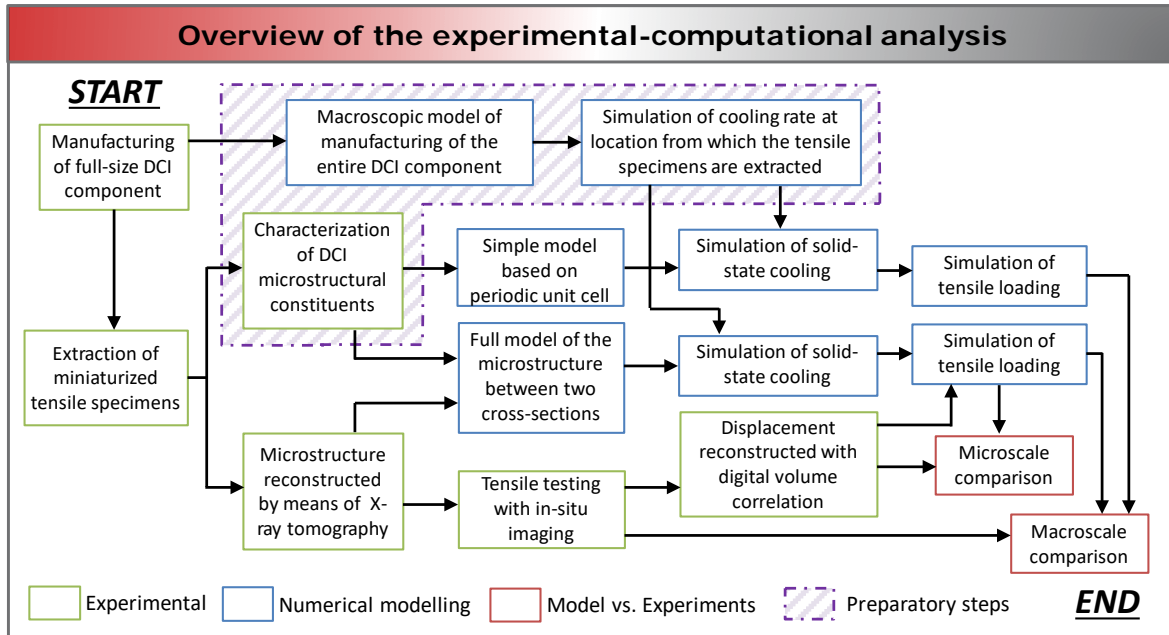 Overview of the experimental-computational analysis
START
Manufacturing
of full-size DCI
component
Macroscopic model of
manufacturing of the
entire DCI component
Simulation of cooling rate at
location from which the tensile
specimens are extracted
Characterization
of DCI
microstructural
constituents
Simple model
based on
periodic unit cell
Simulation of solid-
state cooling
Simulation of
tensile loading
Extraction of
miniaturized
tensile specimens
Full model of the
microstructure
between two
cross-sections
Simulation of solid-
state cooling
Simulation of
tensile loading
Microstructure
reconstructed
by means of X-
ray tomography
Tensile testing
with in-situ
imaging
Displacement
reconstructed with
digital volume
correlation
Microscale
comparison
Macroscale
comparison
Experimental
Numerical modelling
Model vs. Experiments
Preparatory steps
END